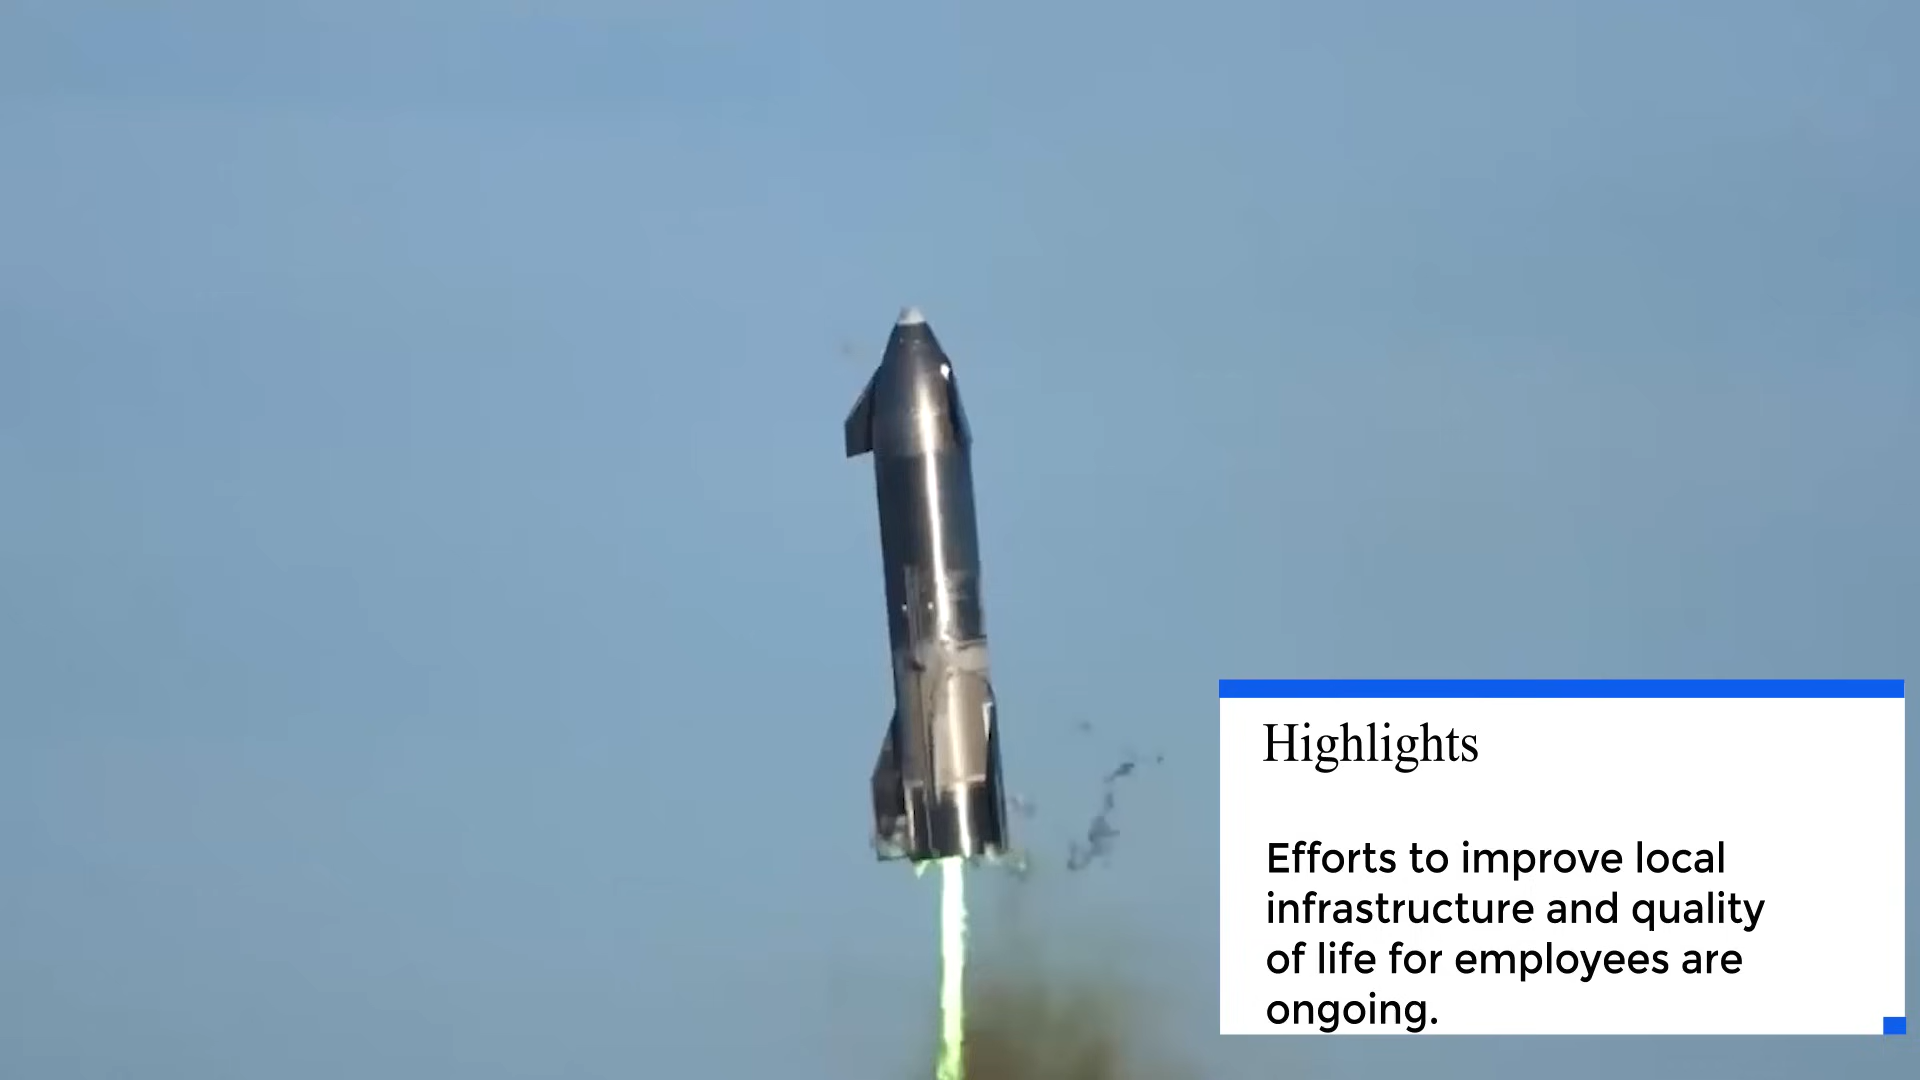 Highlights
Efforts to improve local
infrastructure and quality
of life for employees are
ongoing.